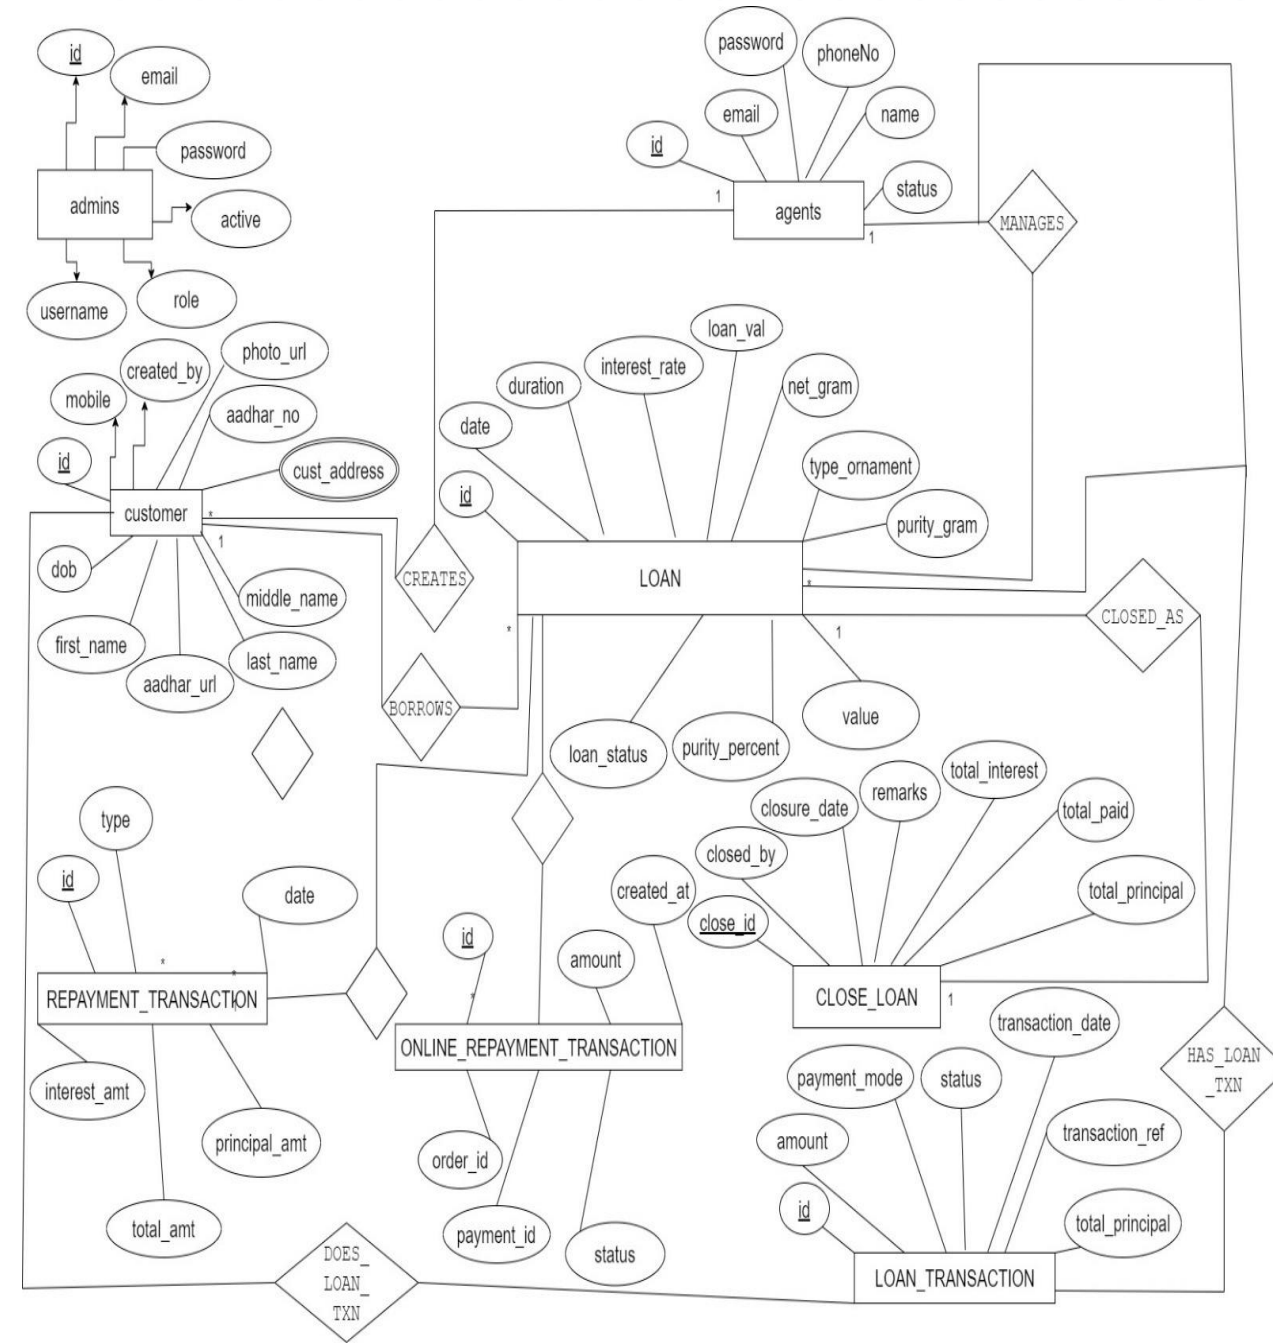 id
email
password
admins
active
username
role
password
phoneNo
email
name
id
status
1
agents
1
MANAGES
photo_url
created_by
mobile
aadhar_no
id
cust_address
customer
*
1
dob
middle_name
first_name
last_name
aadhar_url
CREATES
BORROWS
loan_val
interest_rate
duration
net_gram
date
type_ornament
id
purity_gram
LOAN
*
*
1
CLOSED_AS
value
loan_status
purity_percent
type
id
date
*
*
REPAYMENT_TRANSACTION
interest_amt
principal_amt
total_amt
created_at
id
amount
*
ONLINE_REPAYMENT_TRANSACTION
order_id
payment_id
status
total_interest
remarks
closure_date
total_paid
closed_by
total_principal
close_id
CLOSE_LOAN
1
transaction_date
HAS_LOAN
_TXN
payment_mode
status
transaction_ref
amount
id
total_principal
LOAN_TRANSACTION
DOES_
LOAN_
TXN